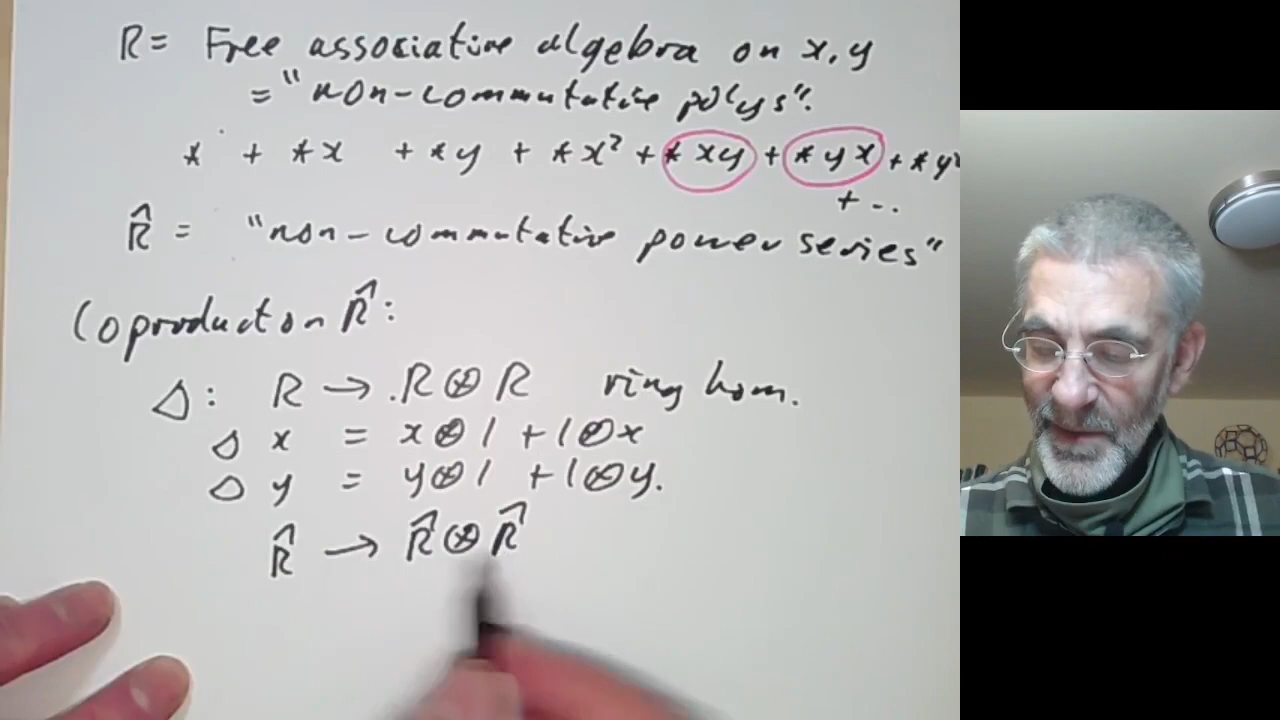 R = Free associative algebra on x, y
= "non-commutative polys".
* + *x + *y + *x² + *xy + *yx + *y²
+ ...
R̂ = "non-commutative power series"
Coproduct on R̂:
Δ: R → R⊗R ring hom.
Δ x = x⊗1 + 1⊗x
Δ y = y⊗1 + 1⊗y.
R̂ → R̂⊗R̂